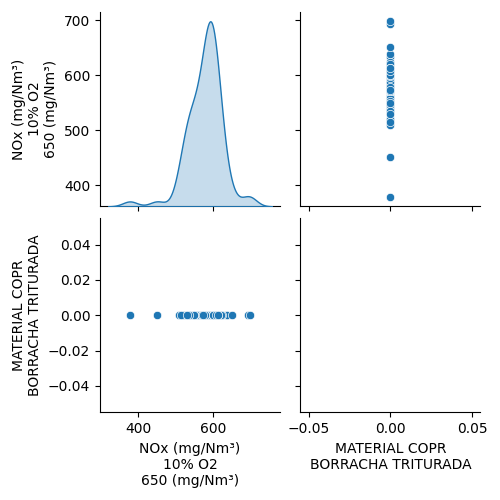 NOx (mg/Nm³)
10% O2
650 (mg/Nm³)
700
600
500
400
MATERIAL COPR
BORRACHA TRITURADA
0.04
0.02
0.00
−0.02
−0.04
400
600
NOx (mg/Nm³)
10% O2
650 (mg/Nm³)
−0.05
0.00
0.05
MATERIAL COPR
BORRACHA TRITURADA